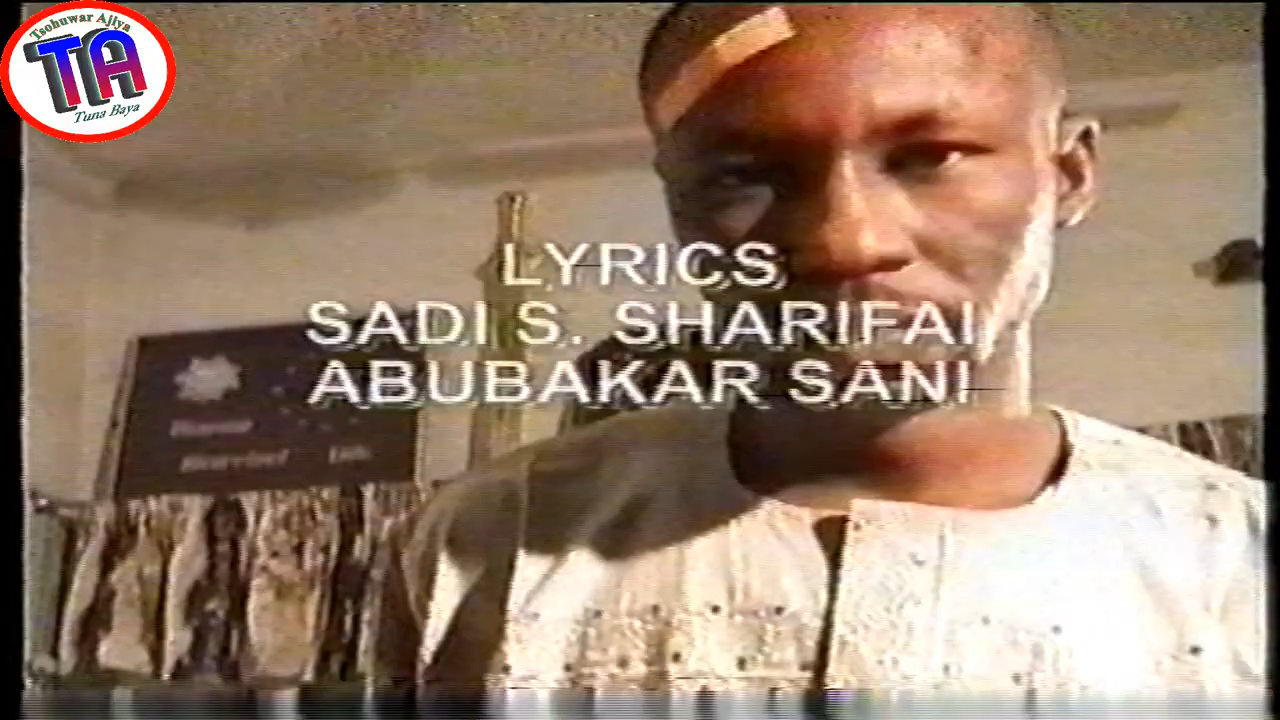 Tsohuwar Ajiya
TA
Tuna Baya
LYRICS
SADI S. SHARIFAI
ABUBAKAR SANI